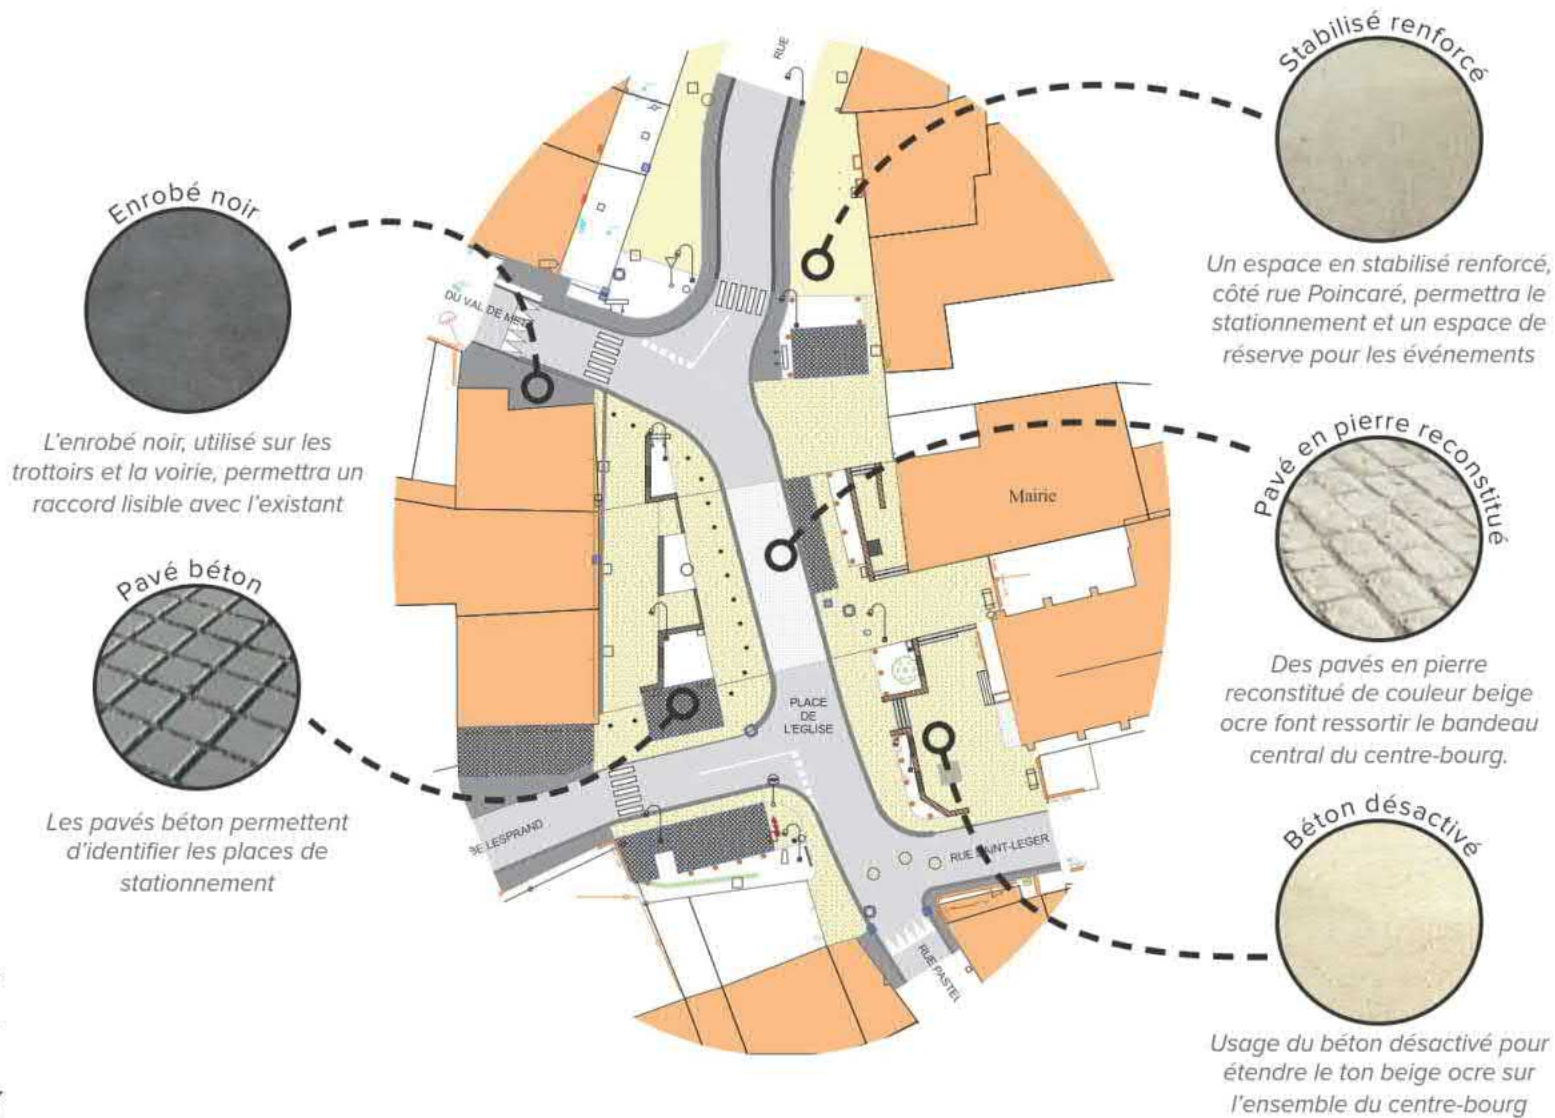 Enrobé noir
L'enrobé noir, utilisé sur les
trottoirs et la voirie, permettra un
raccord lisible avec l'existant
Pavé béton
Les pavés béton permettent
d'identifier les places de
stationnement
RUE
DU VAL DE METZ
Mairie
PLACE
DE
L'EGLISE
LESPRAND
RUE SAINT-LEGER
RUE PASTEU
Stabilisé renforcé
Un espace en stabilisé renforcé,
côté rue Poincaré, permettra le
stationnement et un espace de
réserve pour les événements
Pavé en pierre reconstitué
Des pavés en pierre
reconstitué de couleur beige
ocre font ressortir le bandeau
central du centre-bourg.
Béton désactivé
Usage du béton désactivé pour
étendre le ton beige ocre sur
l'ensemble du centre-bourg